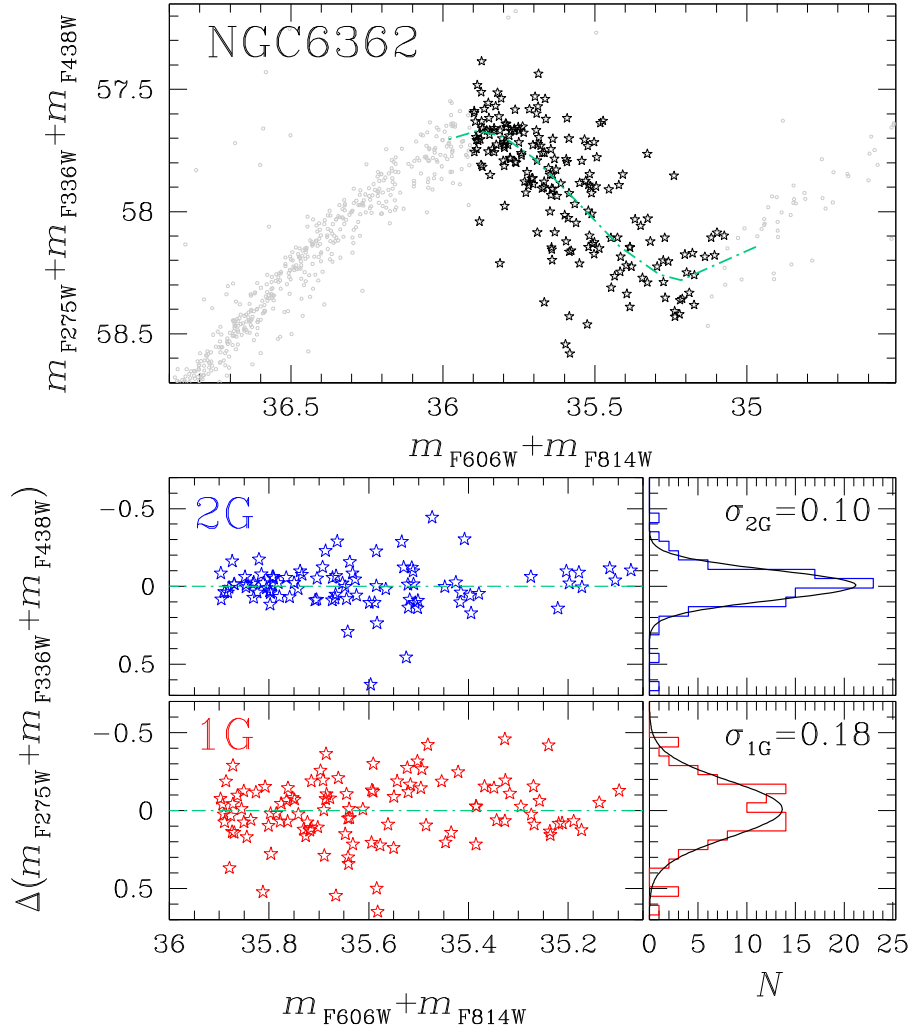 NGC6362
m_F275W+m_F336W+m_F438W
57.5
58
58.5
36.5 36 35.5 35
m_F606W+m_F814W
Δ(m_F275W+m_F336W+m_F438W)
2G
σ_2G=0.10
−0.5
0
0.5
1G
σ_1G=0.18
−0.5
0
0.5
36 35.8 35.6 35.4 35.2
0 5 10 15 20 25
m_F606W+m_F814W
N